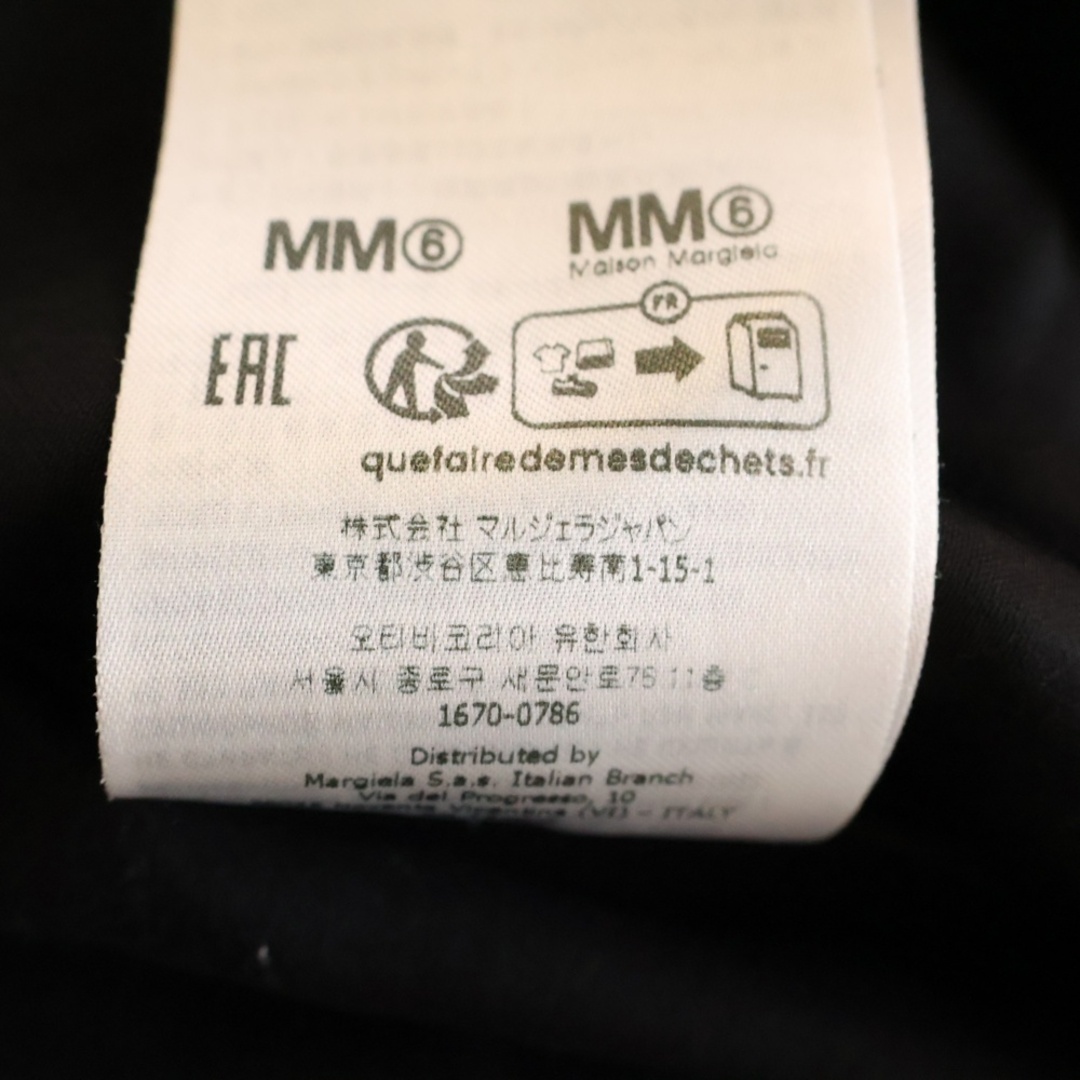 MM⑥ MM⑥
Maison Margiela
EAC FR
quefairedemesdechets.fr
株式会社 マルジェラジャパン
東京都渋谷区恵比寿南1-15-1
오티비코리아 유한회사
서울시 종로구 새문안로76 11층
1670-0786
Distributed by
Margiela S.a.s. Italian Branch
Via del Progresso, 10
Vicentina (VI) - ITALY